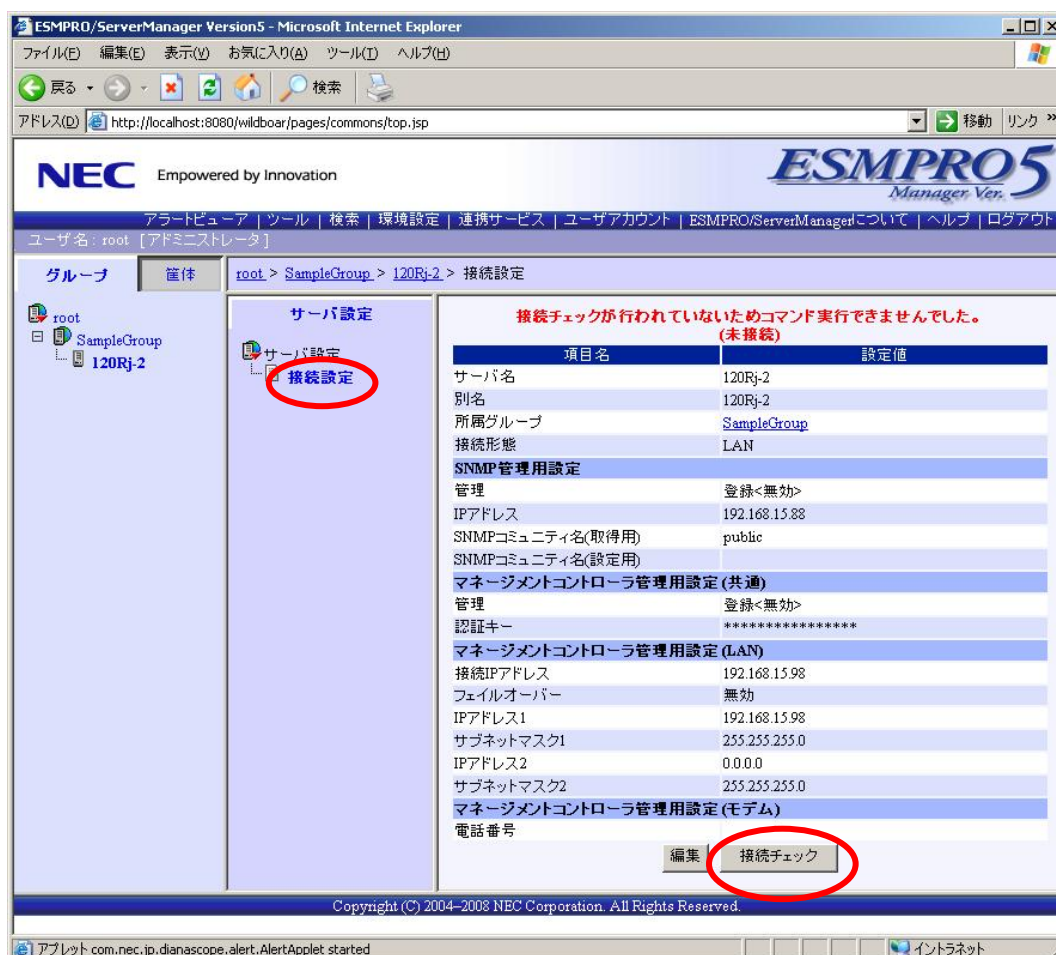 ESMPRO/ServerManager Version5 - Microsoft Internet Explorer
ファイル(F) 編集(E) 表示(V) お気に入り(A) ツール(T) ヘルプ(H)
戻る 検索
アドレス(D) http://localhost:8080/wildboar/pages/commons/top.jsp 移動 リンク »
NEC Empowered by Innovation
ESMPRO5
Manager, Ver.
アラートビューア | ツール | 検索 | 環境設定 | 連携サービス | ユーザアカウント | ESMPRO/ServerManagerについて | ヘルプ | ログアウト
ユーザ名 : root [アドミニストレータ]
グループ 筐体
root > SampleGroup > 120Rj-2 > 接続設定
root
SampleGroup
120Rj-2
サーバ設定
サーバ設定
接続設定
接続チェックが行われていないためコマンド実行できませんでした。
(未接続)
項目名 設定値
サーバ名 120Rj-2
別名 120Rj-2
所属グループ SampleGroup
接続形態 LAN
SNMP管理用設定
管理 登録<無効>
IPアドレス 192.168.15.88
SNMPコミュニティ名(取得用) public
SNMPコミュニティ名(設定用)
マネージメントコントローラ管理用設定(共通)
管理 登録<無効>
認証キー ****************
マネージメントコントローラ管理用設定(LAN)
接続IPアドレス 192.168.15.98
フェイルオーバー 無効
IPアドレス1 192.168.15.98
サブネットマスク1 255.255.255.0
IPアドレス2 0.0.0.0
サブネットマスク2 255.255.255.0
マネージメントコントローラ管理用設定(モデム)
電話番号
編集 接続チェック
Copyright (C) 2004–2008 NEC Corporation. All Rights Reserved.
アプレット com.nec.jp.dianascope.alert.AlertApplet started イントラネット